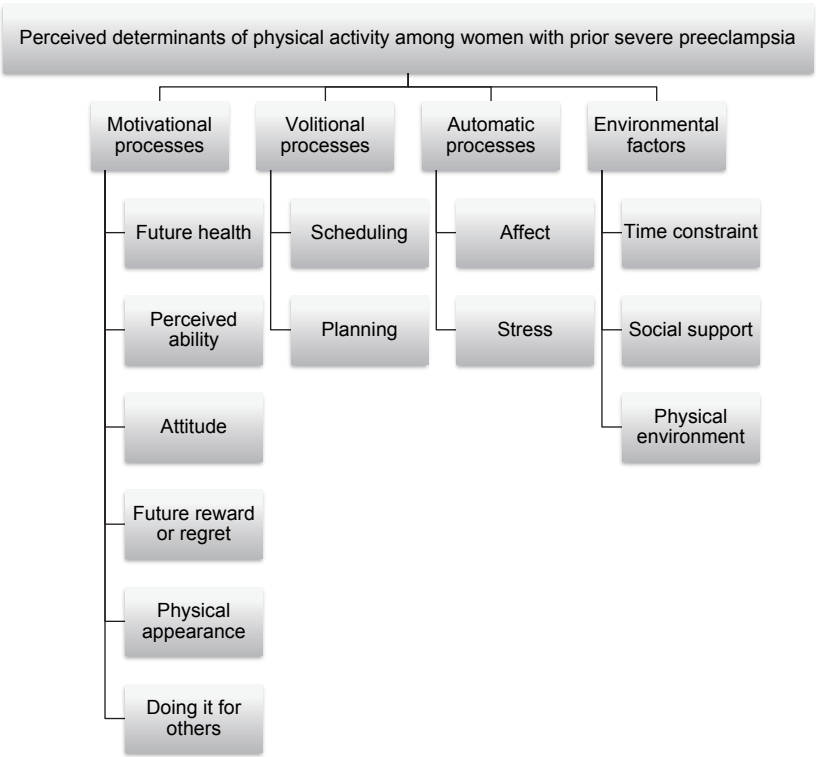 Perceived determinants of physical activity among women with prior severe preeclampsia
Motivational
processes
Future health
Perceived
ability
Attitude
Future reward
or regret
Physical
appearance
Doing it for
others
Volitional
processes
Scheduling
Planning
Automatic
processes
Affect
Stress
Environmental
factors
Time constraint
Social support
Physical
environment